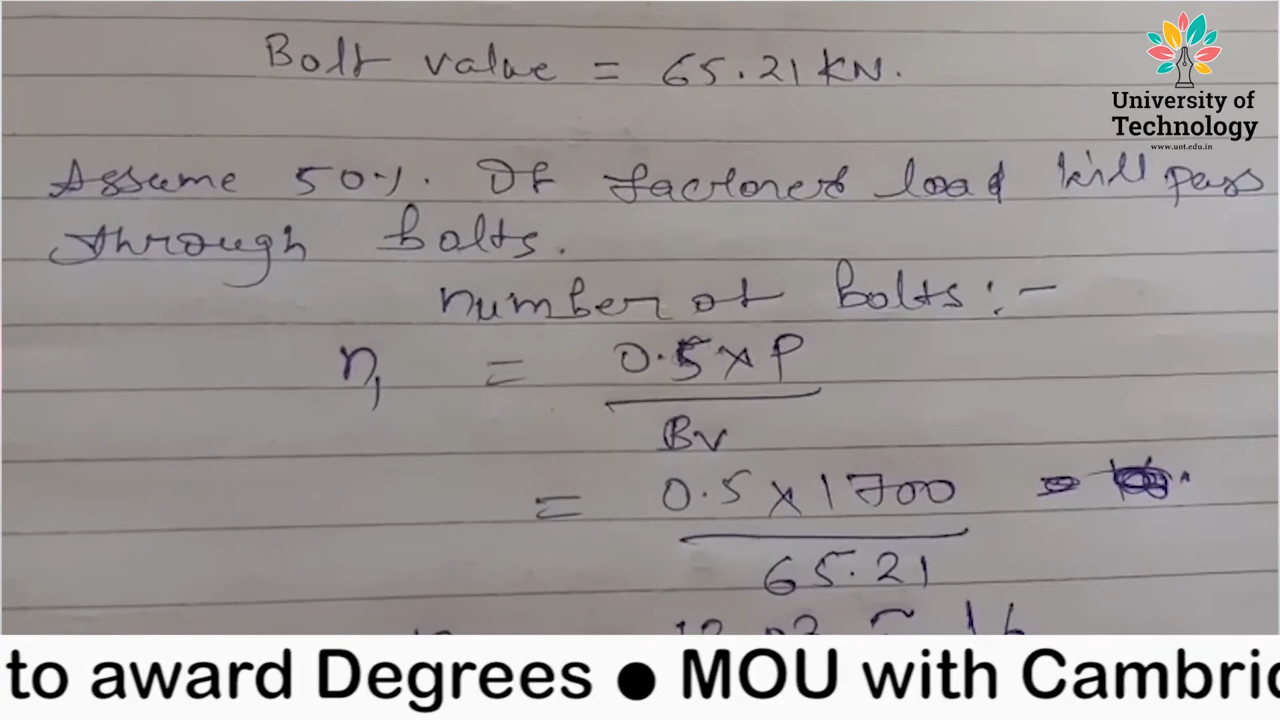 Bolt value = 65.21 KN.
University of
Technology
www.uot.edu.in
Assume 50%. Of factored load will pass
through bolts.
number of bolts :-
n1 = 0.5 x P
Bv
= 0.5 x 1700
65.21
≈ 16
to award Degrees ● MOU with Cambric